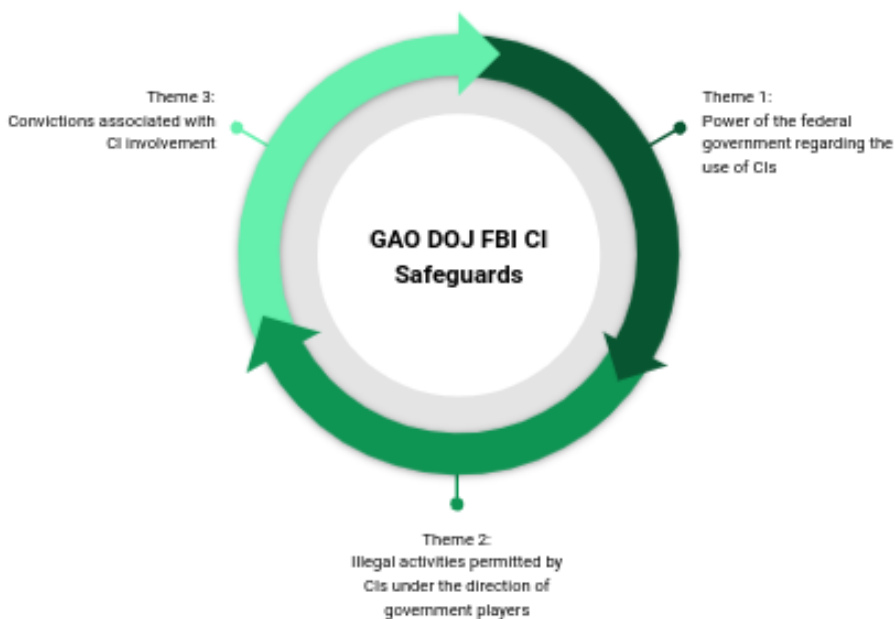 Theme 3:
Convictions associated with
CI involvement
Theme 1:
Power of the federal
government regarding the
use of CIs
GAO DOJ FBI CI
Safeguards
Theme 2:
Illegal activities permitted by
CIs under the direction of
government players